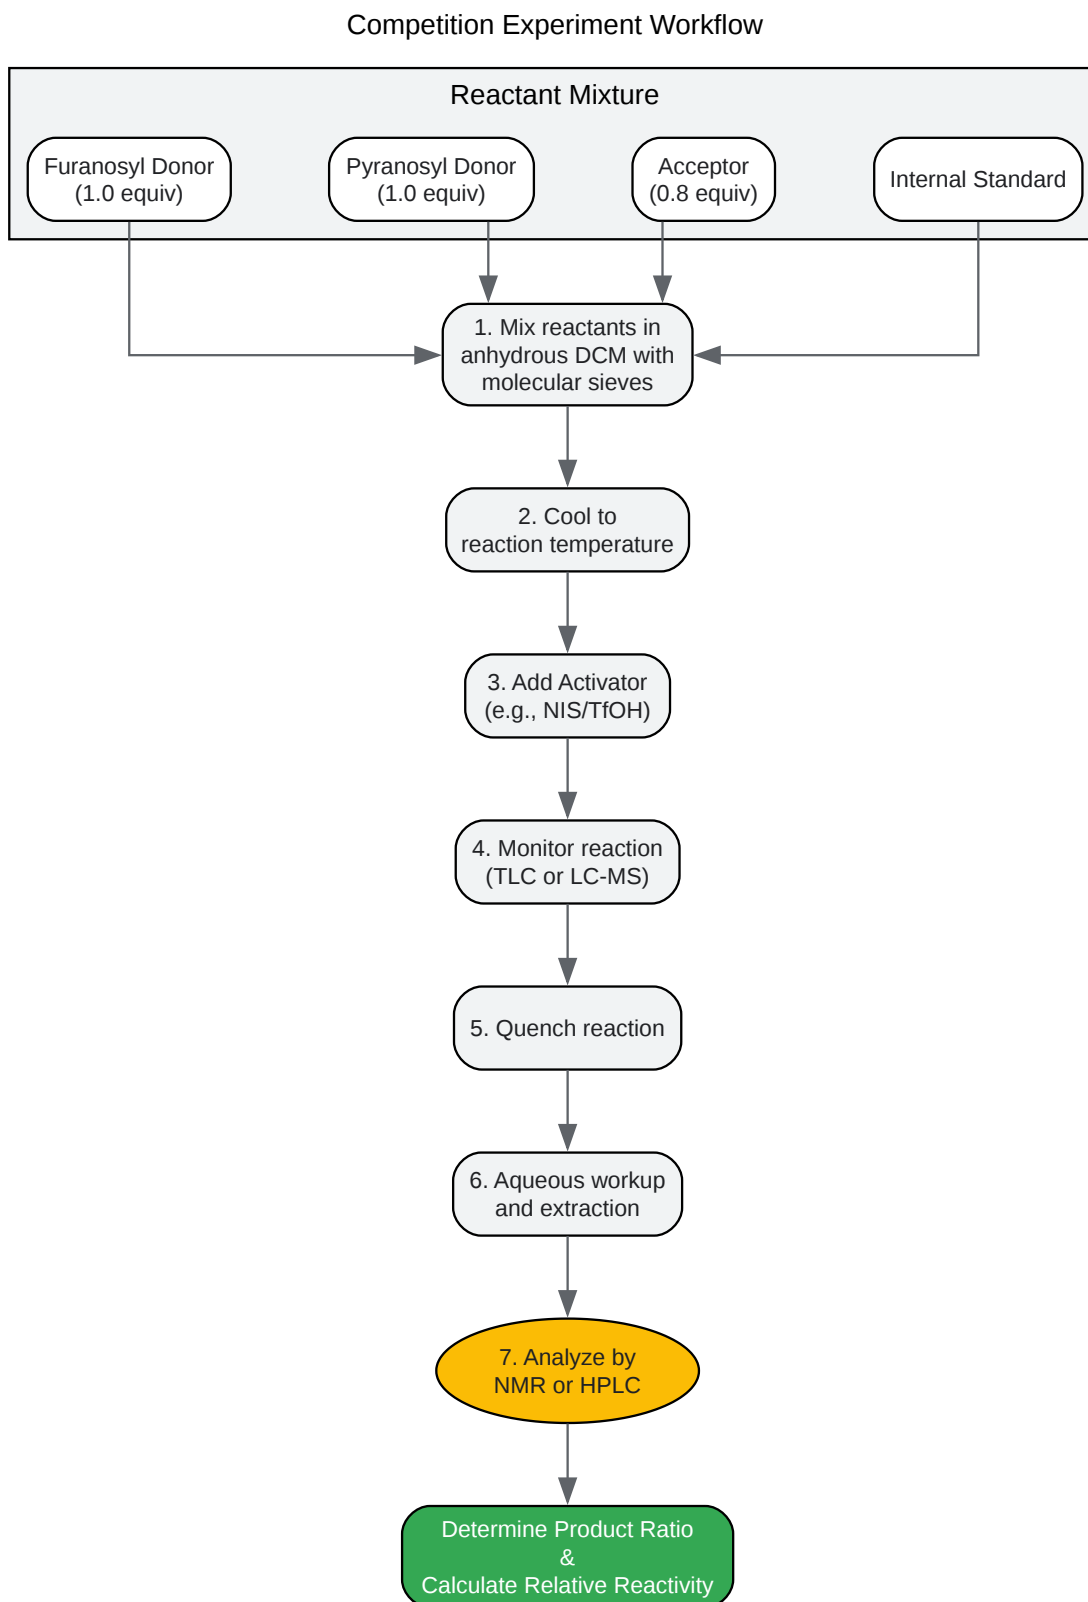 Competition Experiment Workflow
Reactant Mixture
Furanosyl Donor
(1.0 equiv)
Pyranosyl Donor
(1.0 equiv)
Acceptor
(0.8 equiv)
Internal Standard
1. Mix reactants in
anhydrous DCM with
molecular sieves
2. Cool to
reaction temperature
3. Add Activator
(e.g., NIS/TfOH)
4. Monitor reaction
(TLC or LC-MS)
5. Quench reaction
6. Aqueous workup
and extraction
7. Analyze by
NMR or HPLC
Determine Product Ratio
&
Calculate Relative Reactivity